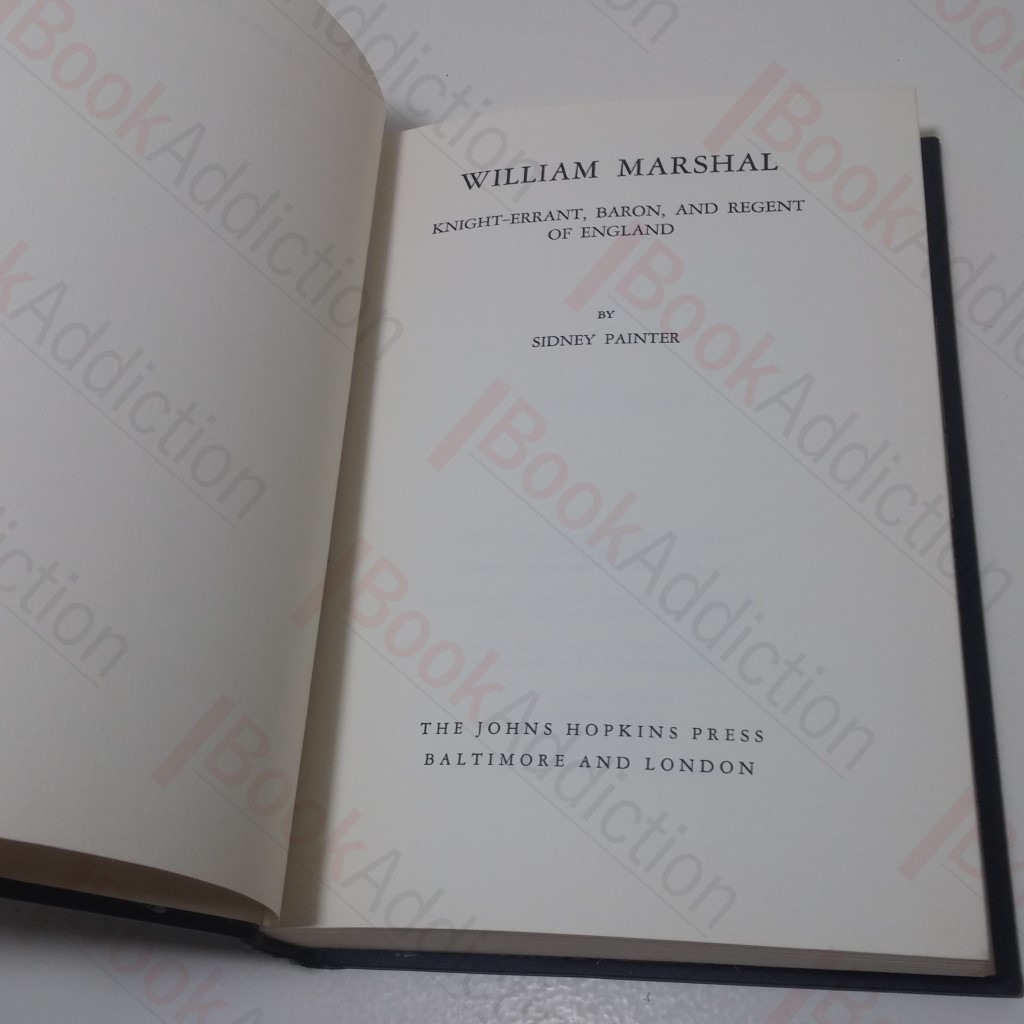 WILLIAM MARSHAL
KNIGHT-ERRANT, BARON, AND REGENT
OF ENGLAND
BY
SIDNEY PAINTER
THE JOHNS HOPKINS PRESS
BALTIMORE AND LONDON
BookAddiction